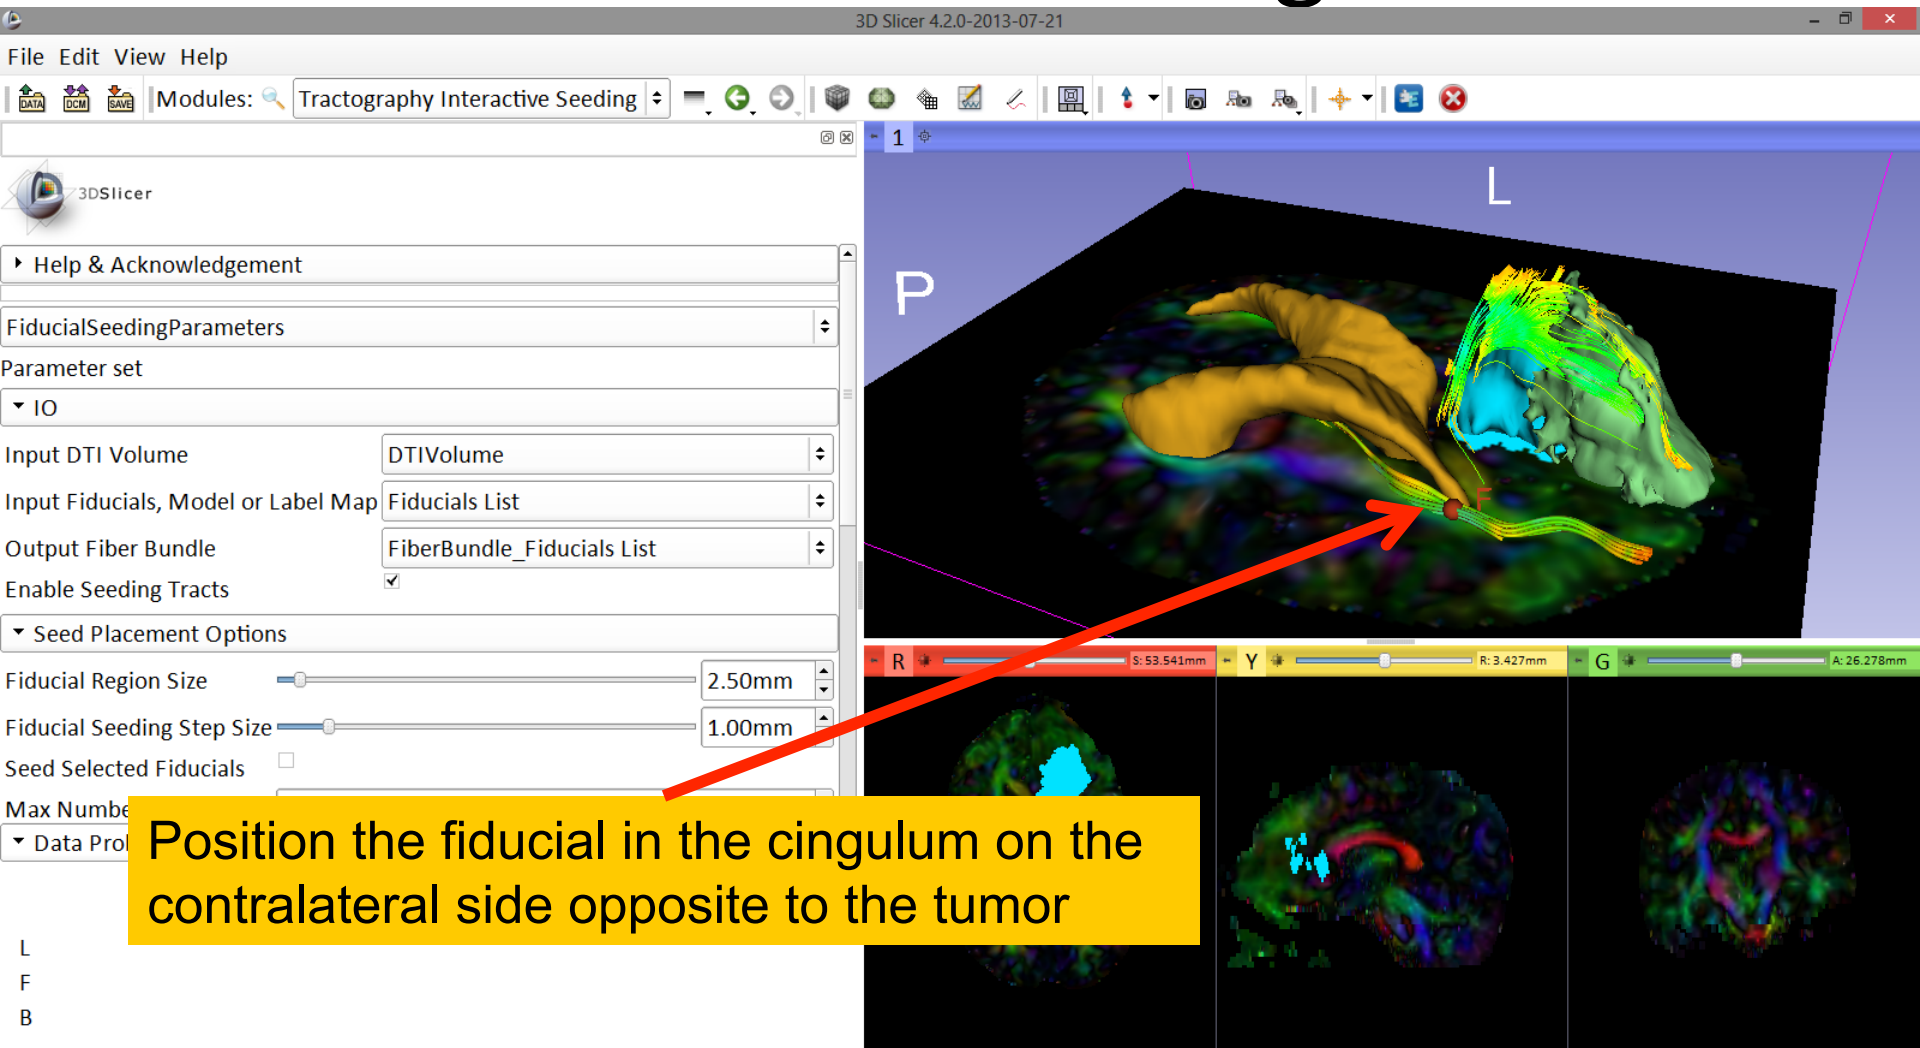 3D Slicer 4.2.0-2013-07-21
File Edit View Help
DATA DCM SAVE Modules: Tractography Interactive Seeding
1
3DSlicer
Help & Acknowledgement
FiducialSeedingParameters
Parameter set
IO
Input DTI Volume DTIVolume
Input Fiducials, Model or Label Map Fiducials List
Output Fiber Bundle FiberBundle_Fiducials List
Enable Seeding Tracts
Seed Placement Options
Fiducial Region Size 2.50mm
Fiducial Seeding Step Size 1.00mm
Seed Selected Fiducials
Max Numbe
Data Pro
L
F
B
L
P
F
R S: 53.541mm Y R: 3.427mm G A: 26.278mm
Position the fiducial in the cingulum on the
contralateral side opposite to the tumor